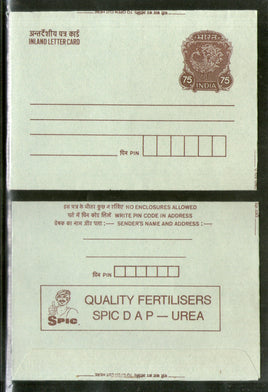 अन्तर्देशीय पत्र कार्ड
INLAND LETTER CARD
भारत
75 75
INDIA
पिन PIN
इस पत्र के भीतर कुछ न रखिये NO ENCLOSURES ALLOWED
पते में पिन कोड लिखें WRITE PIN CODE IN ADDRESS
प्रेषक का नाम और पता :— SENDER'S NAME AND ADDRESS :—
पिन PIN
SPIC
QUALITY FERTILISERS
SPIC D A P — UREA